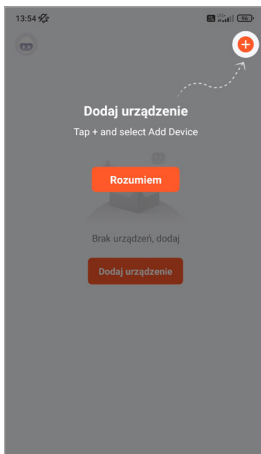 13:54
Dodaj urządzenie
Tap + and select Add Device
Rozumiem
Brak urządzeń, dodaj
Dodaj urządzenie